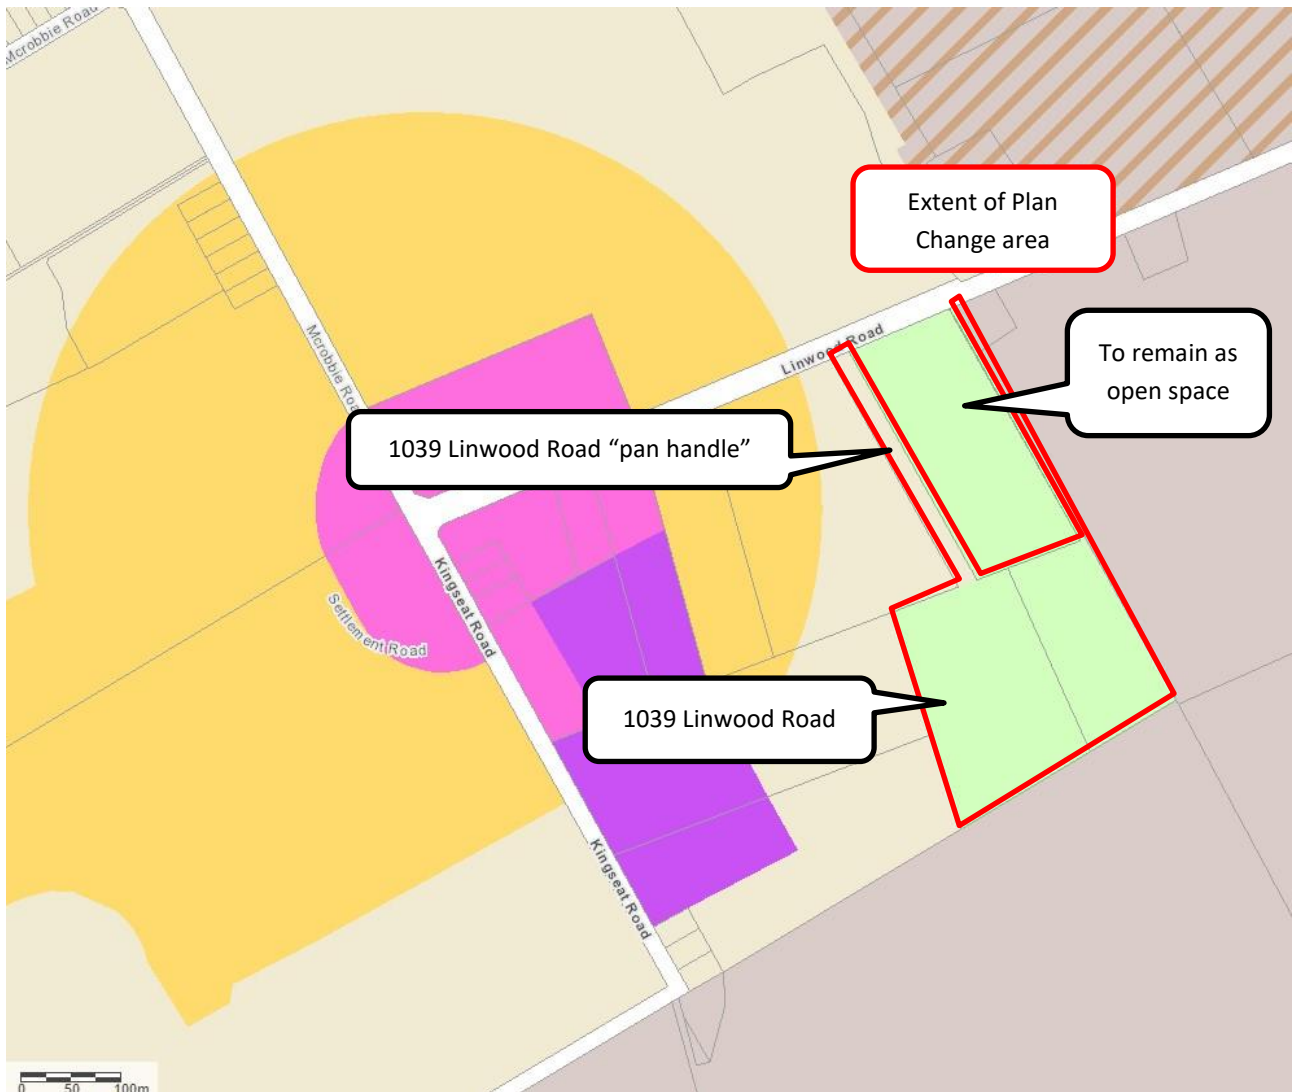 Mcrobbie Road
Extent of Plan
Change area
To remain as
open space
Linwood Road
Mcrobbie Road
1039 Linwood Road “pan handle”
Kingseat Road
Settlement Road
1039 Linwood Road
Kingseat Road
0 50 100m